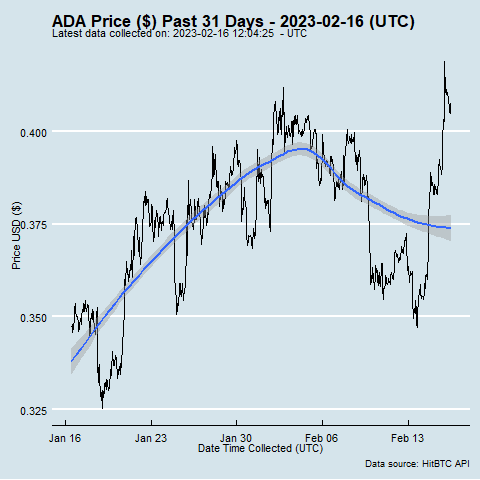 ADA Price ($) Past 31 Days - 2023-02-16 (UTC)
Latest data collected on: 2023-02-16 12:04:25  - UTC
Price USD ($)
0.400
0.375
0.350
0.325
Jan 16 Jan 23 Jan 30 Feb 06 Feb 13
Date Time Collected (UTC)
Data source: HitBTC API